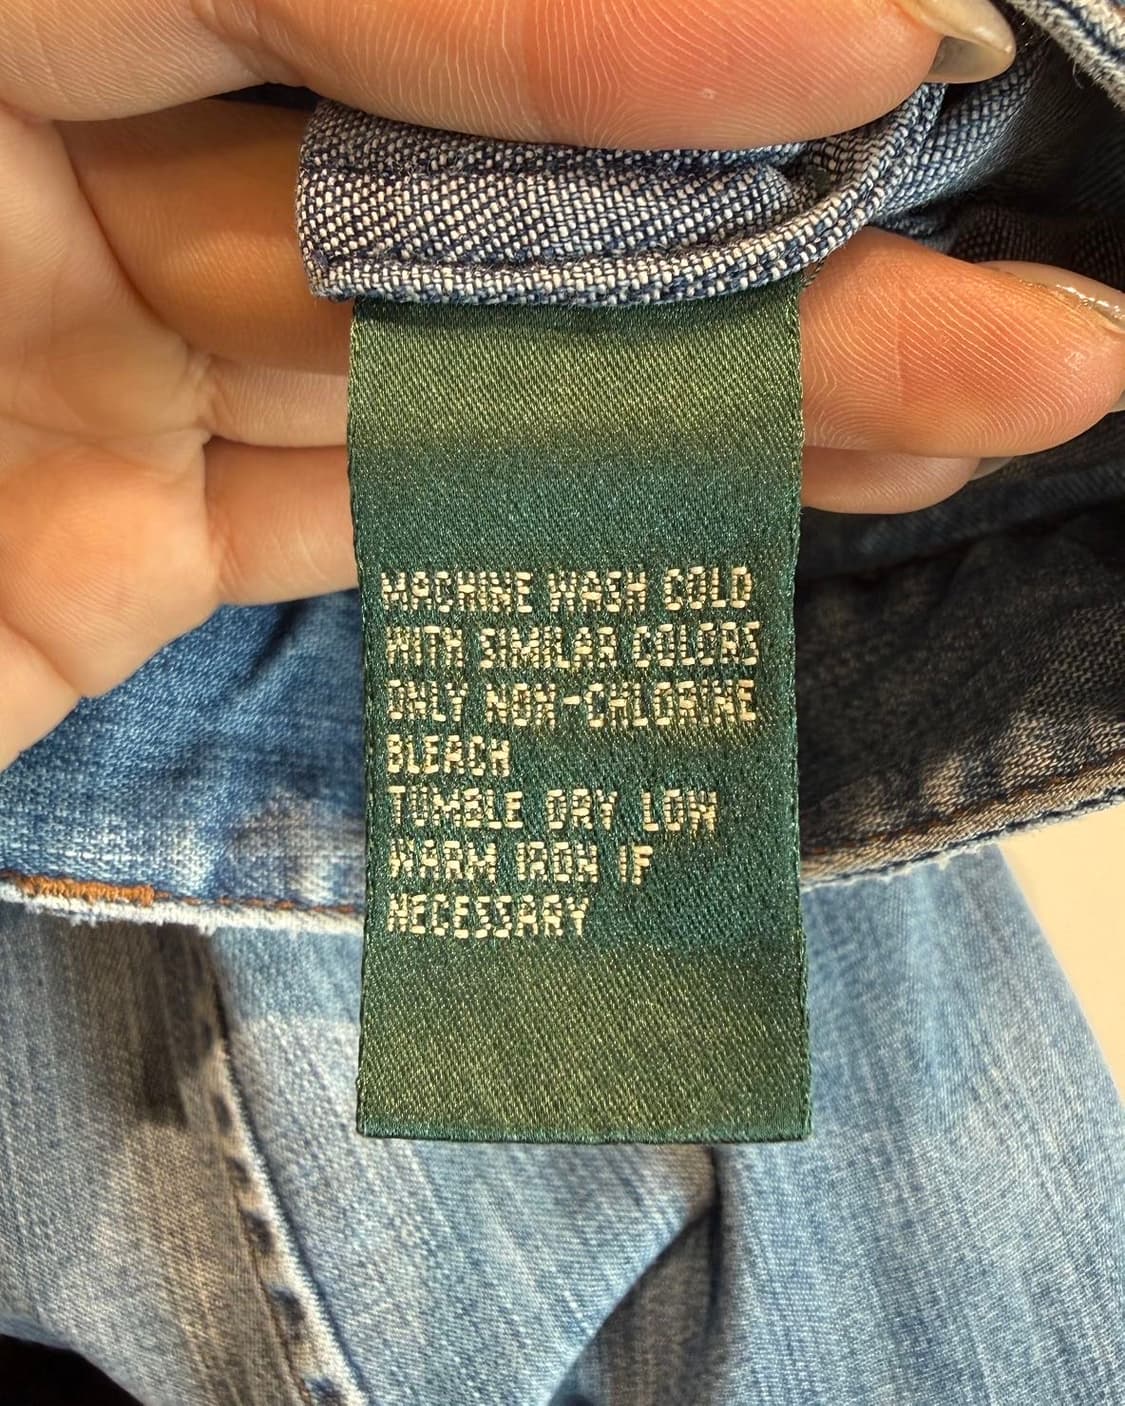 MACHINE WASH COLD
WITH SIMILAR COLORS
ONLY NON-CHLORINE
BLEACH
TUMBLE DRY LOW
WARM IRON IF
NECESSARY